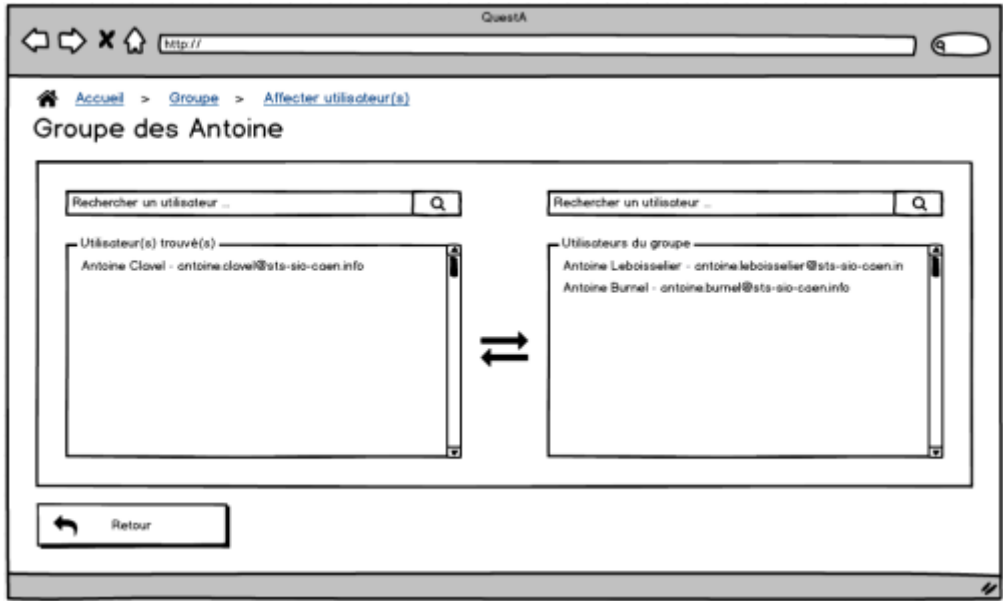 QuestA
http://
Accueil > Groupe > Affecter utilisateur(s)
Groupe des Antoine
Rechercher un utilisateur ...
Rechercher un utilisateur ...
Utilisateur(s) trouvé(s)
Antoine Clavel - antoine.clavel@sts-sio-caen.info
Utilisateurs du groupe
Antoine Leboisselier - antoine.leboisselier@sts-sio-caen.in
Antoine Burnel - antoine.burnel@sts-sio-caen.info
Retour